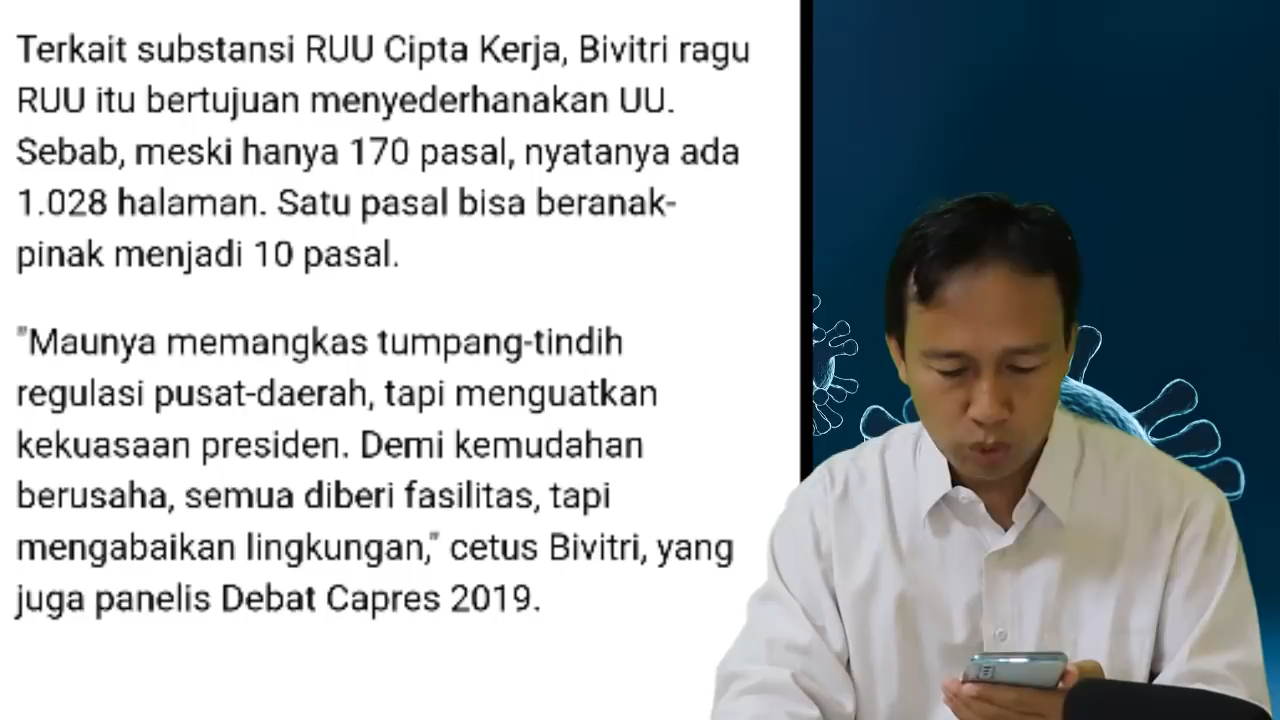 Terkait substansi RUU Cipta Kerja, Bivitri ragu
RUU itu bertujuan menyederhanakan UU.
Sebab, meski hanya 170 pasal, nyatanya ada
1.028 halaman. Satu pasal bisa beranak-
pinak menjadi 10 pasal.
"Maunya memangkas tumpang-tindih
regulasi pusat-daerah, tapi menguatkan
kekuasaan presiden. Demi kemudahan
berusaha, semua diberi fasilitas, tapi
mengabaikan lingkungan," cetus Bivitri, yang
juga panelis Debat Capres 2019.